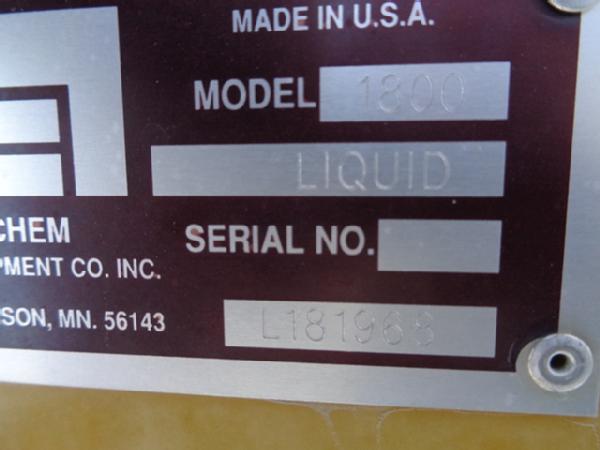 MADE IN U.S.A.
MODEL 1800
LIQUID
CHEM
SERIAL NO.
PMENT CO. INC.
SON, MN. 56143
L181968